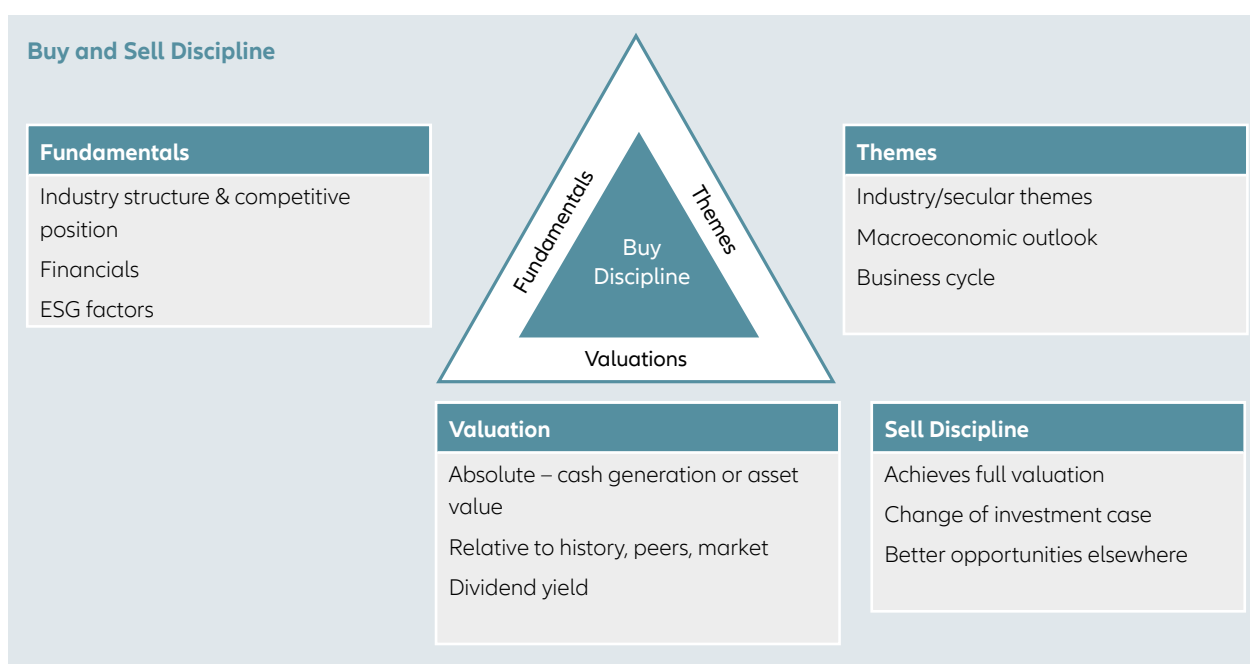 Buy and Sell Discipline
Fundamentals
Industry structure & competitive
position
Financials
ESG factors
Fundamentals
Themes
Buy
Discipline
Valuations
Themes
Industry/secular themes
Macroeconomic outlook
Business cycle
Valuation
Absolute – cash generation or asset
value
Relative to history, peers, market
Dividend yield
Sell Discipline
Achieves full valuation
Change of investment case
Better opportunities elsewhere